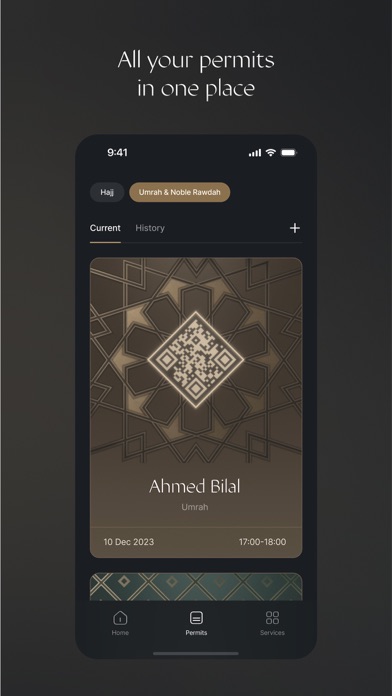 All your permits
in one place
9:41
Hajj
Umrah & Noble Rawdah
Current
History
Ahmed Bilal
Umrah
10 Dec 2023
17:00-18:00
Home
Permits
Services